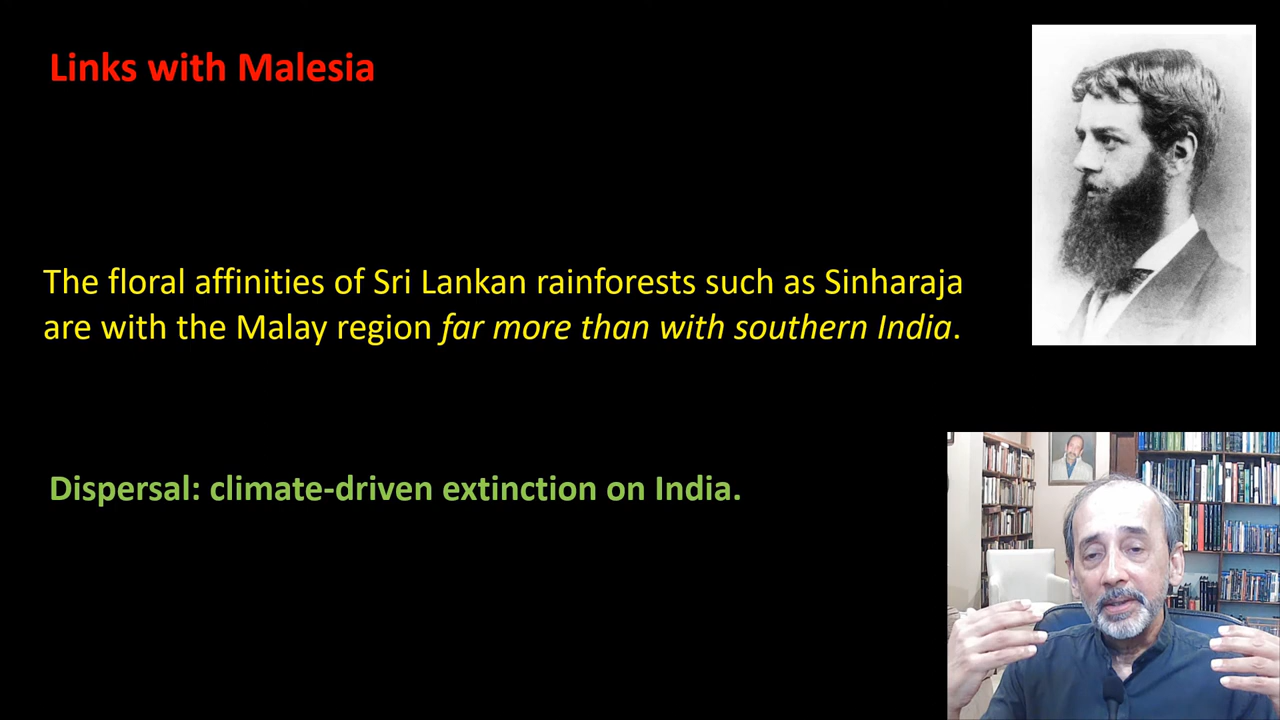 Links with Malesia
The floral affinities of Sri Lankan rainforests such as Sinharaja
are with the Malay region far more than with southern India.
Dispersal: climate-driven extinction on India.